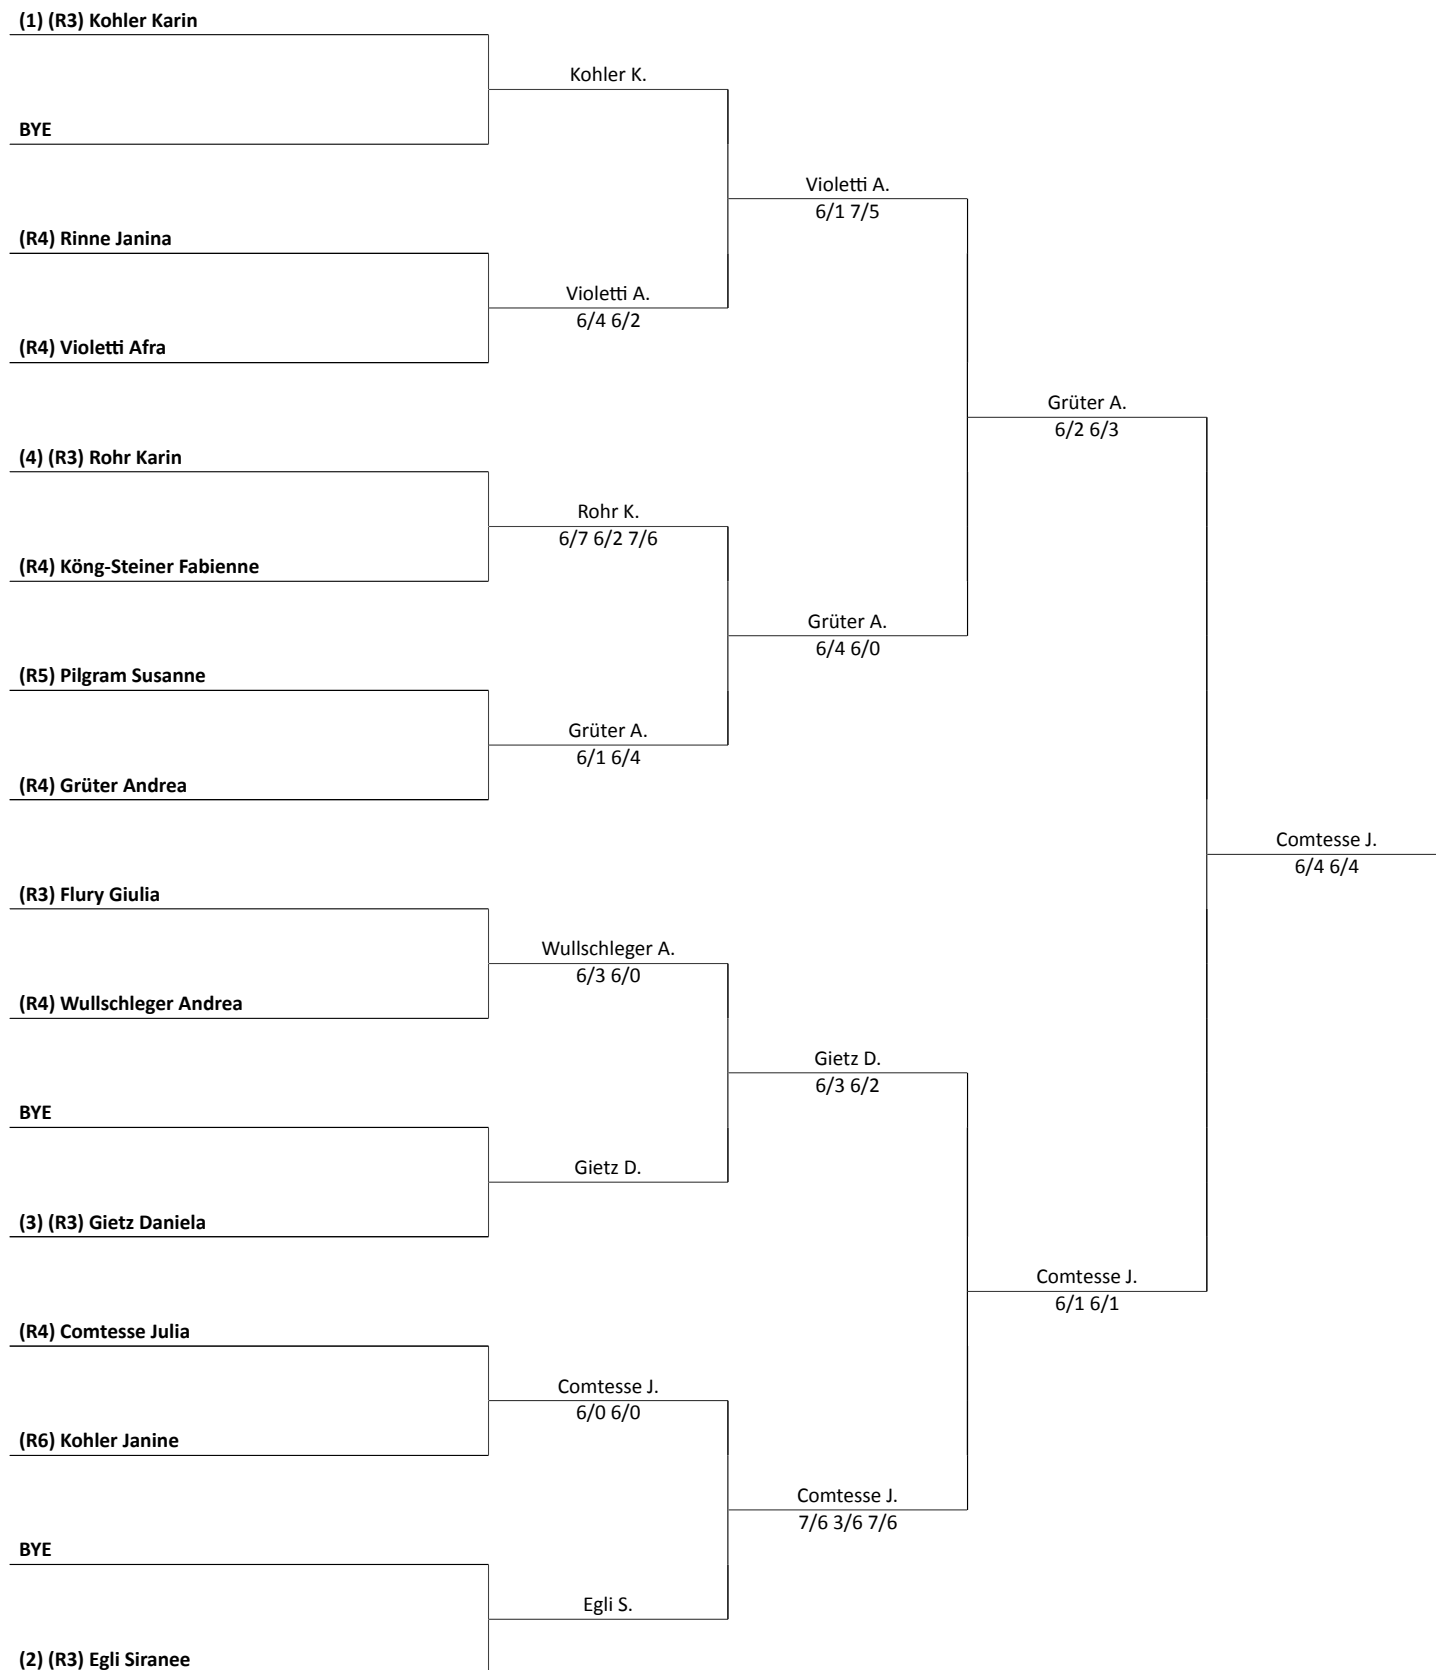 (1) (R3) Kohler Karin
Kohler K.
BYE
Violetti A.
6/1 7/5
(R4) Rinne Janina
Violetti A.
6/4 6/2
(R4) Violetti Afra
Grüter A.
6/2 6/3
(4) (R3) Rohr Karin
Rohr K.
6/7 6/2 7/6
(R4) Köng-Steiner Fabienne
Grüter A.
6/4 6/0
(R5) Pilgram Susanne
Grüter A.
6/1 6/4
(R4) Grüter Andrea
Comtesse J.
6/4 6/4
(R3) Flury Giulia
Wullschleger A.
6/3 6/0
(R4) Wullschleger Andrea
Gietz D.
6/3 6/2
BYE
Gietz D.
(3) (R3) Gietz Daniela
Comtesse J.
6/1 6/1
(R4) Comtesse Julia
Comtesse J.
6/0 6/0
(R6) Kohler Janine
Comtesse J.
7/6 3/6 7/6
BYE
Egli S.
(2) (R3) Egli Siranee